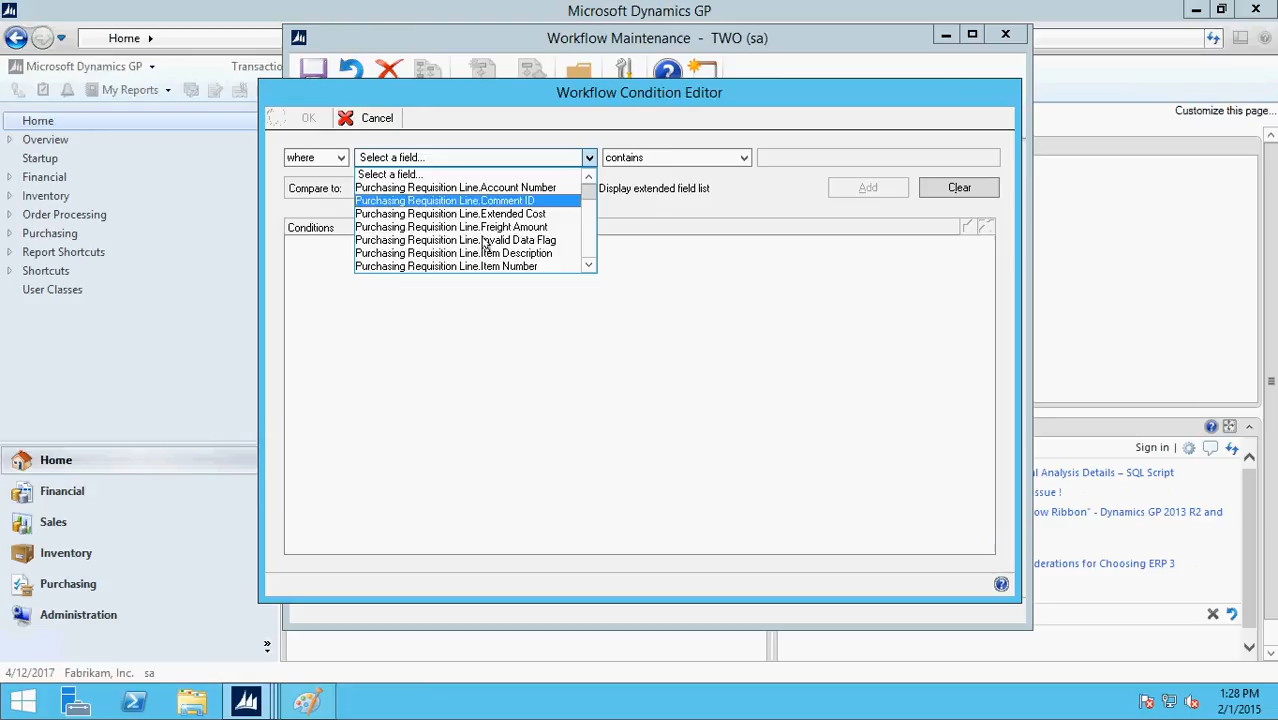 Microsoft Dynamics GP
Home
Workflow Maintenance - TWO (sa)
Microsoft Dynamics GP
Transactio
My Reports
Workflow Condition Editor
Customize this page...
OK
Cancel
Home
Overview
Startup
Financial
Inventory
Order Processing
Purchasing
Report Shortcuts
Shortcuts
User Classes
where
Select a field...
contains
Select a field...
Purchasing Requisition Line.Account Number
Purchasing Requisition Line.Comment ID
Purchasing Requisition Line.Extended Cost
Purchasing Requisition Line.Freight Amount
Purchasing Requisition Line.Invalid Data Flag
Purchasing Requisition Line.Item Description
Purchasing Requisition Line.Item Number
Compare to:
Display extended field list
Add
Clear
Conditions
Sign in
al Analysis Details – SQL Script
ssue !
ow Ribbon" - Dynamics GP 2013 R2 and
derations for Choosing ERP 3
Home
Financial
Sales
Inventory
Purchasing
Administration
4/12/2017 Fabrikam, Inc. sa
1:28 PM
2/1/2015